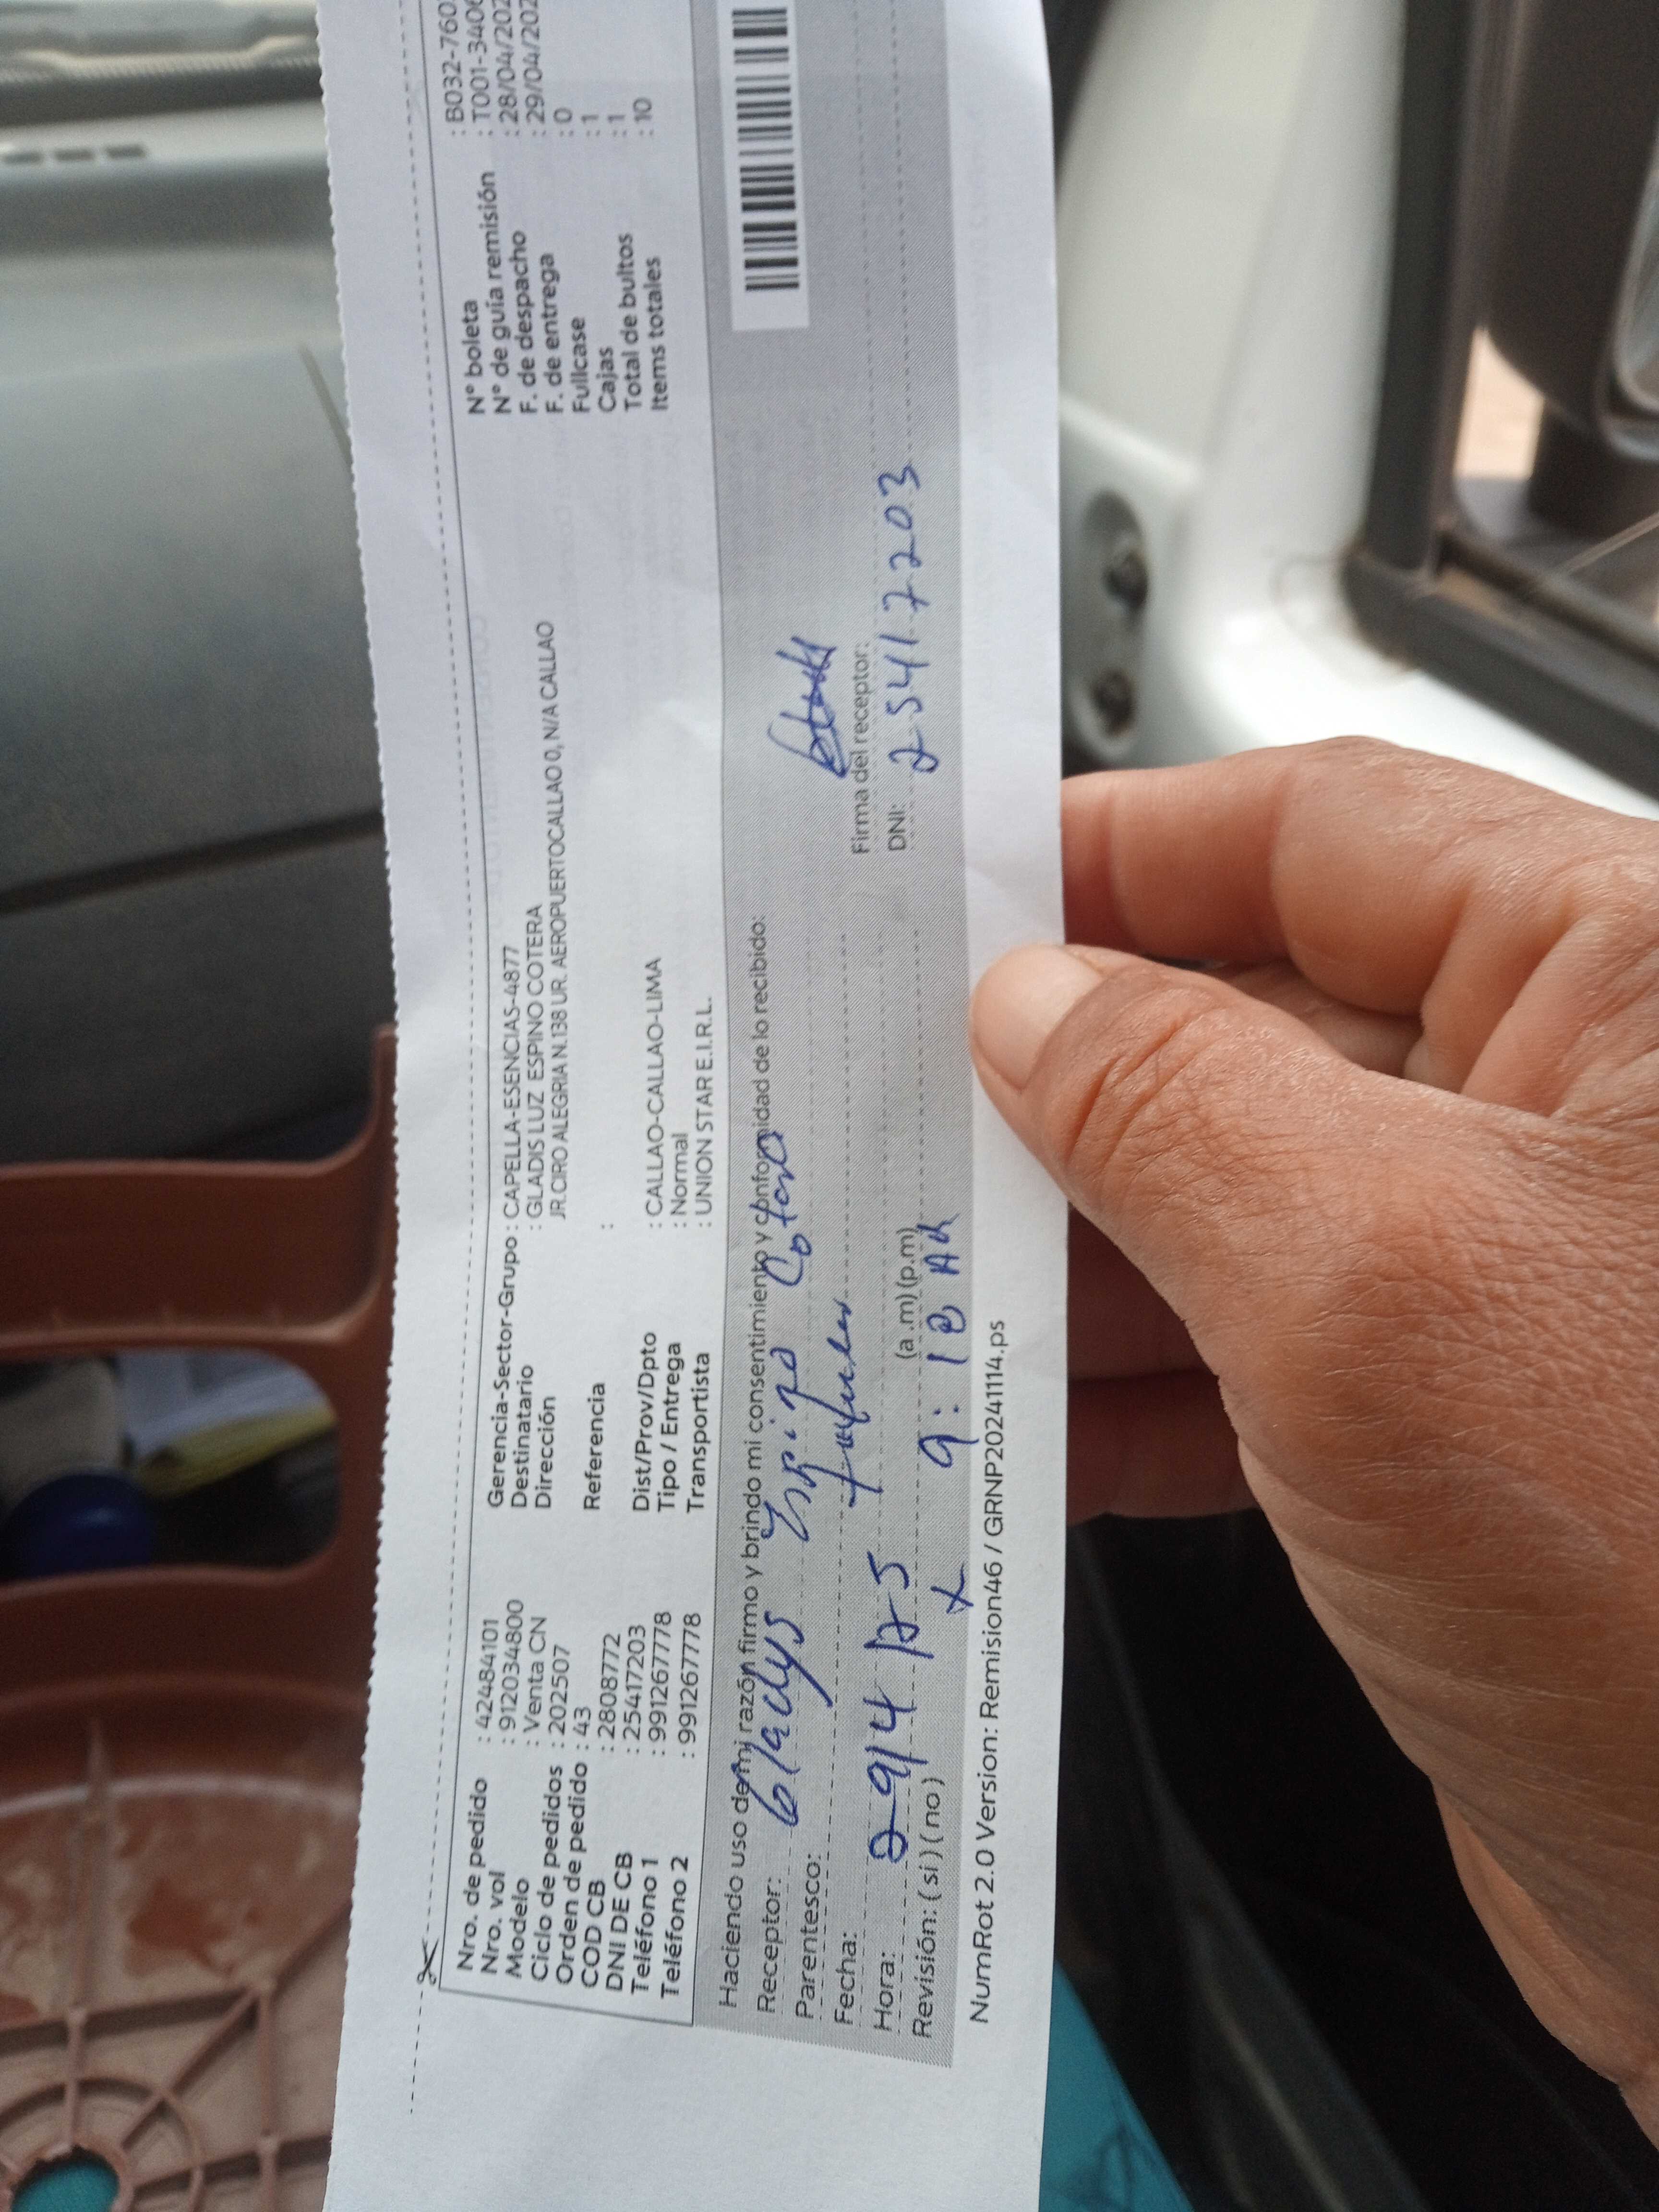 Nro. de pedido : 42484101
Nro. vol : 912034800
Modelo : Venta CN
Ciclo de pedidos : 202507
Orden de pedido : 43
COD CB : 2808772
DNI DE CB : 25417203
Teléfono 1 : 991267778
Teléfono 2 : 991267778
Gerencia-Sector-Grupo : CAPELLA-ESENCIAS-4877
Destinatario : GLADIS LUZ ESPINO COTERA
Dirección JR.CIRO ALEGRIA N.138 UR. AEROPUERTOCALLAO 0, N/A CALLAO
Referencia :
Dist/Prov/Dpto : CALLAO-CALLAO-LIMA
Tipo / Entrega : Normal
Transportista : UNION STAR E.I.R.L.
N° boleta : B032-760
N° de guía remisión : T001-3406
F. de despacho : 28/04/202
F. de entrega : 29/04/202
Fullcase : 0
Cajas : 1
Total de bultos : 1
Items totales : 10
Haciendo uso de mi razón firmo y brindo mi consentimiento y conformidad de lo recibido:
Receptor: Gladys Espino Cotera
Parentesco:
Fecha: 29/4/25
Hora: (a.m) (p.m) 9:10 AM
Revisión: ( si ) ( no ) x
Firma del receptor:
DNI: 25417203
NumRot 2.0 Version: Remision46 / GRNP20241114.ps